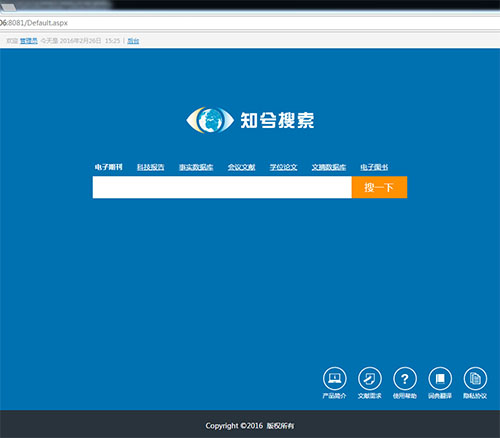 06:8081/Default.aspx
欢迎 管理员 今天是 2016年2月26日 15:25 | 后台
知兮搜索
电子期刊 科技报告 事实数据库 会议文献 学位论文 文摘数据库 电子图书
搜一下
产品简介 文献需求 使用帮助 词典翻译 隐私协议
Copyright ©2016 版权所有